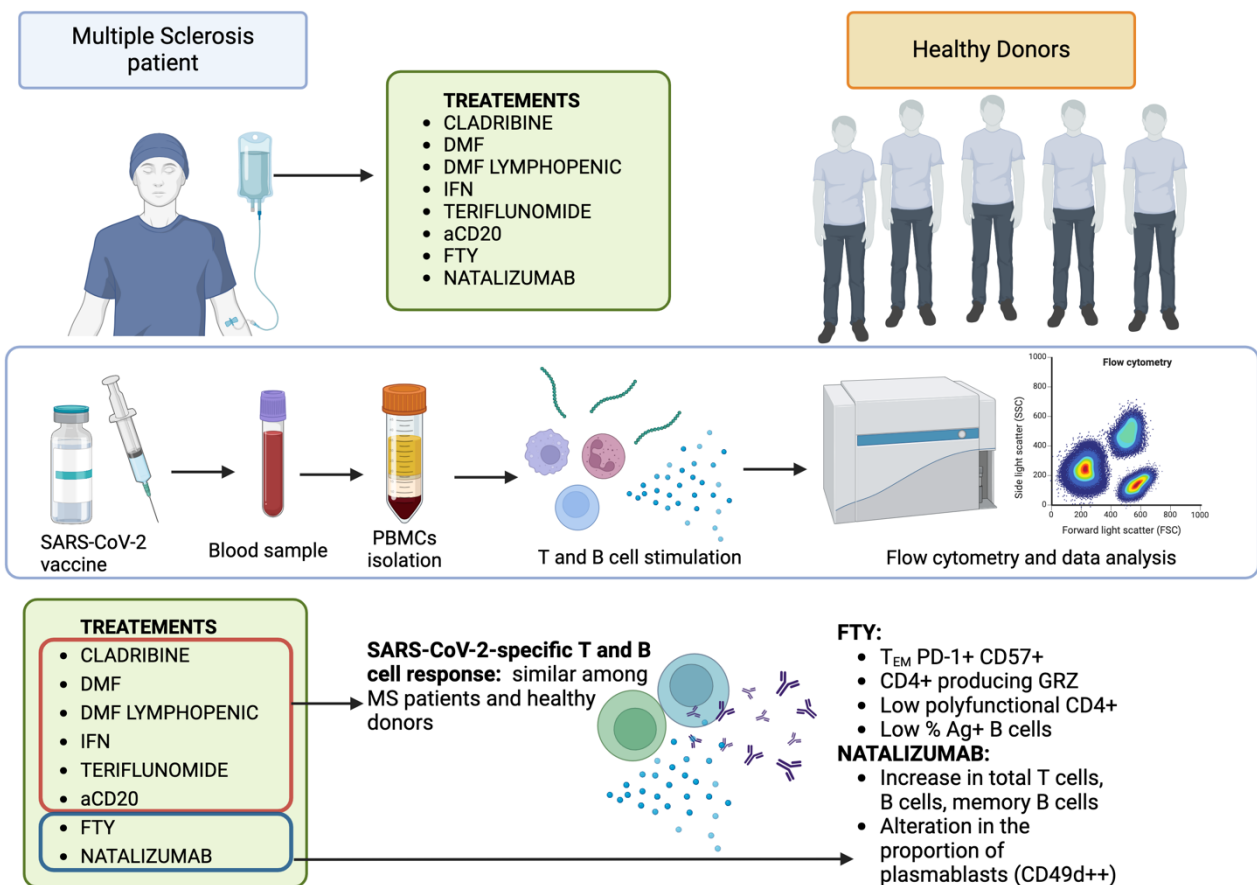 Multiple Sclerosis
patient
TREATEMENTS
• CLADRIBINE
• DMF
• DMF LYMPHOPENIC
• IFN
• TERIFLUNOMIDE
• aCD20
• FTY
• NATALIZUMAB
Healthy Donors
SARS-CoV-2
vaccine
Blood sample
PBMCs
isolation
T and B cell stimulation
Flow cytometry
Side light scatter (SSC)
1000
800
600
400
200
0
0
200
400
600
800
1000
Forward light scatter (FSC)
Flow cytometry and data analysis
TREATEMENTS
• CLADRIBINE
• DMF
• DMF LYMPHOPENIC
• IFN
• TERIFLUNOMIDE
• aCD20
• FTY
• NATALIZUMAB
SARS-CoV-2-specific T and B
cell response: similar among
MS patients and healthy
donors
FTY:
• TEM PD-1+ CD57+
• CD4+ producing GRZ
• Low polyfunctional CD4+
• Low % Ag+ B cells
NATALIZUMAB:
• Increase in total T cells,
B cells, memory B cells
• Alteration in the
proportion of
plasmablasts (CD49d++)